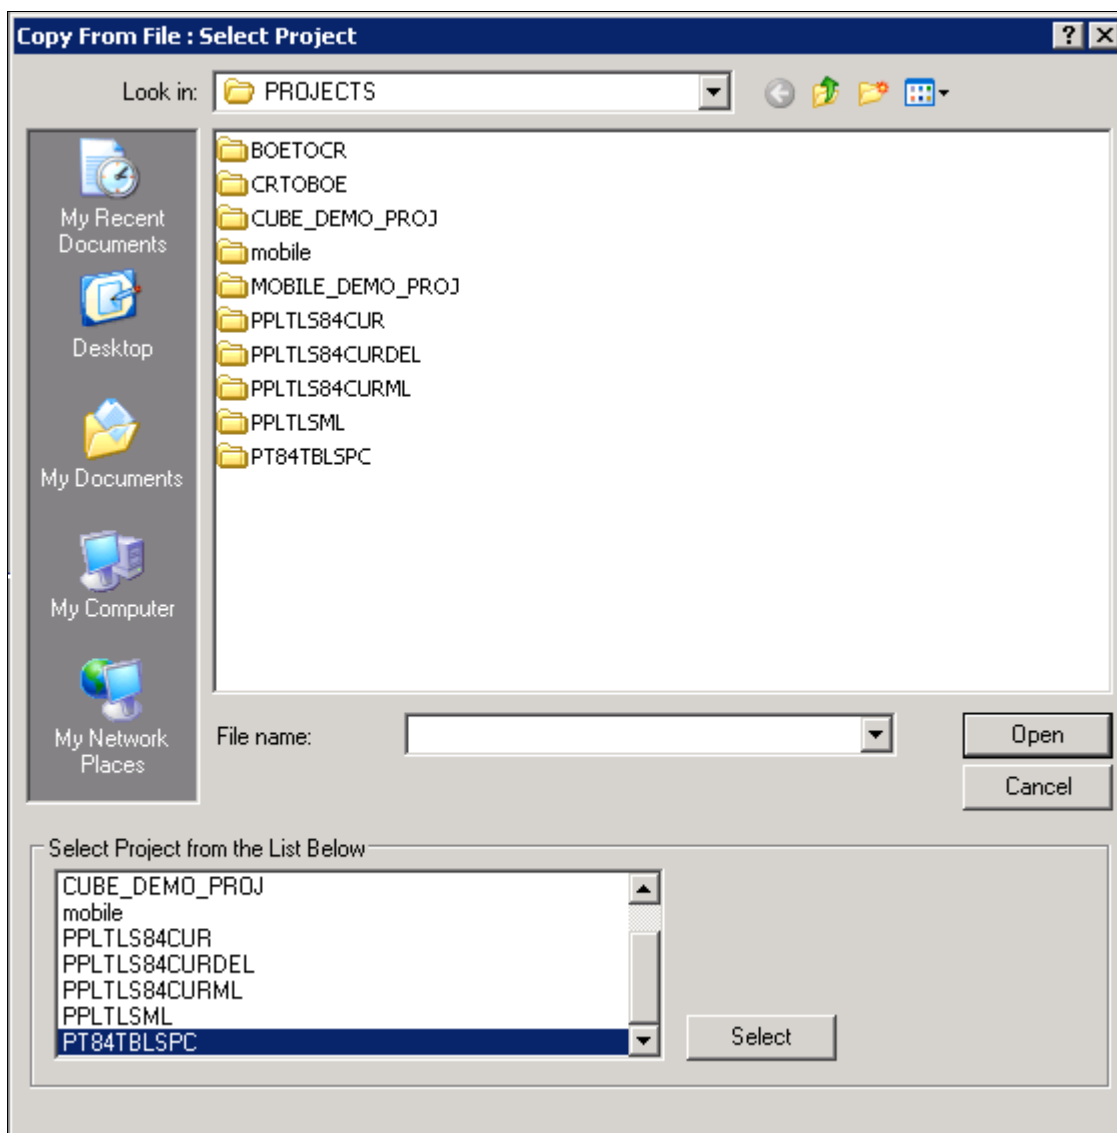 Copy From File : Select Project
Look in: PROJECTS
My Recent
Documents
Desktop
My Documents
My Computer
My Network
Places
BOETOCR
CRTOBOE
CUBE_DEMO_PROJ
mobile
MOBILE_DEMO_PROJ
PPLTLS84CUR
PPLTLS84CURDEL
PPLTLS84CURML
PPLTLSML
PT84TBLSPC
File name:
Open
Cancel
Select Project from the List Below
CUBE_DEMO_PROJ
mobile
PPLTLS84CUR
PPLTLS84CURDEL
PPLTLS84CURML
PPLTLSML
PT84TBLSPC
Select